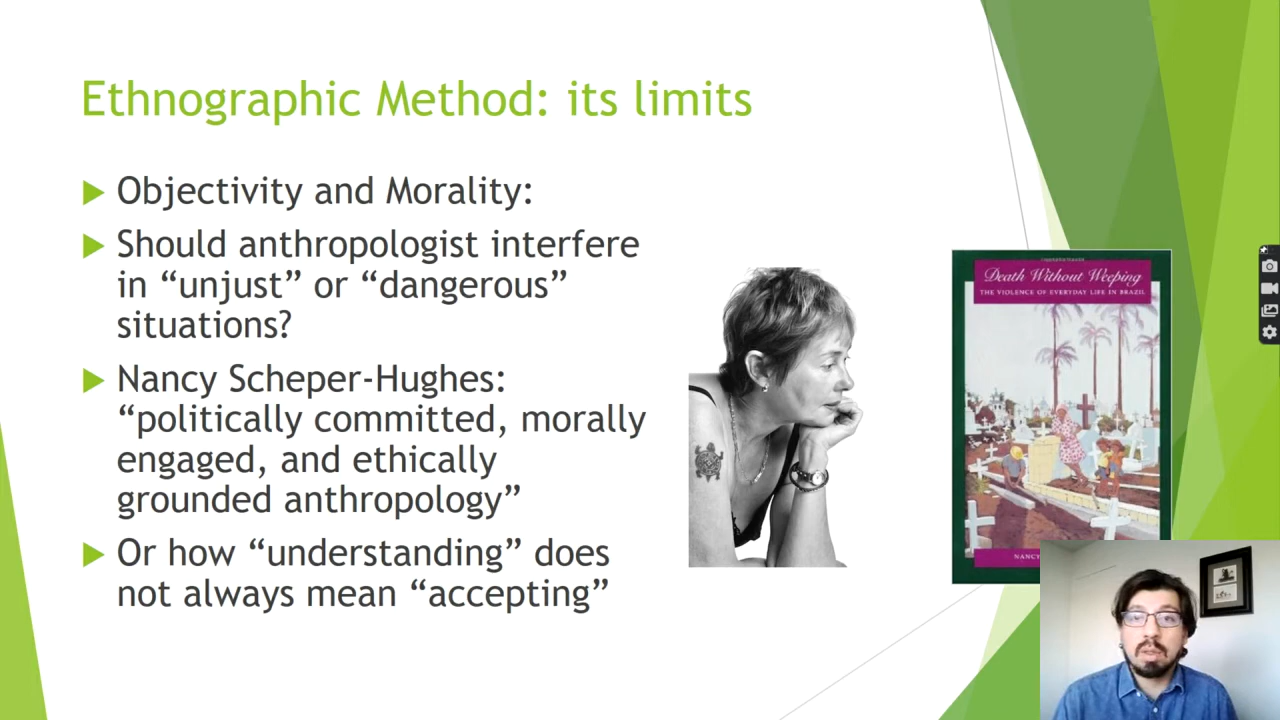 Ethnographic Method: its limits
Objectivity and Morality:
Should anthropologist interfere
in “unjust” or “dangerous”
situations?
Nancy Scheper-Hughes:
“politically committed, morally
engaged, and ethically
grounded anthropology”
Or how “understanding” does
not always mean “accepting”
Death Without Weeping
THE VIOLENCE OF EVERYDAY LIFE IN BRAZIL
NANCY